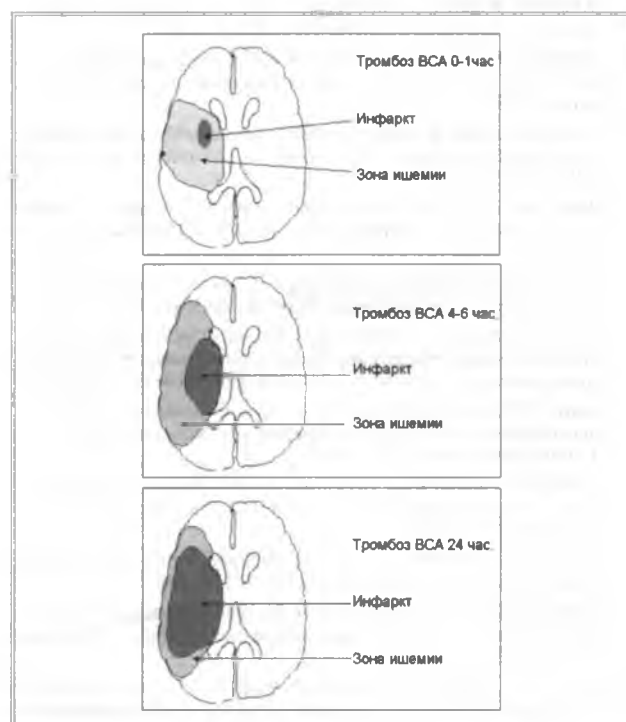 Тромбоз ВСА 0-1час
Инфаркт
Зона ишемии
Тромбоз ВСА 4-6 час.
Инфаркт
Зона ишемии
Тромбоз ВСА 24 час.
Инфаркт
Зона ишемии